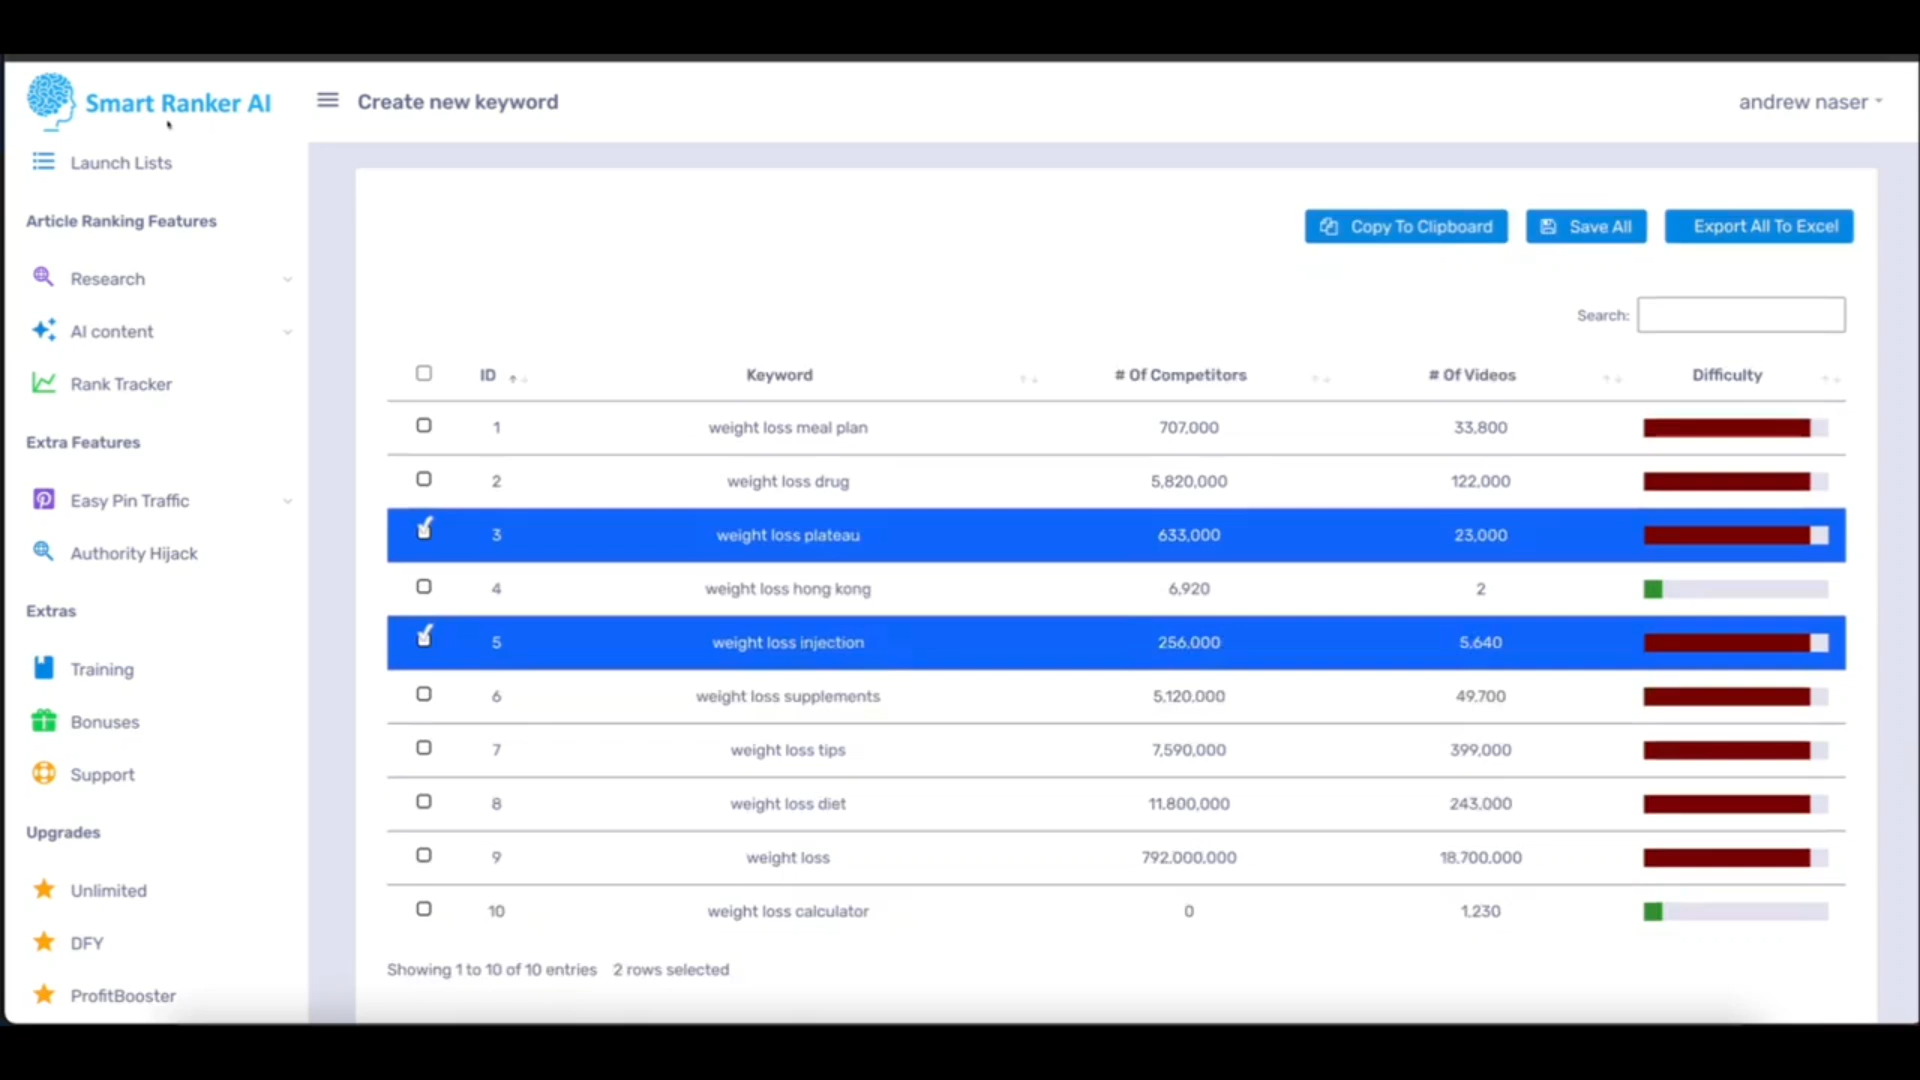 Smart Ranker AI
Create new keyword
andrew naser
Launch Lists
Article Ranking Features
Research
AI content
Rank Tracker
Extra Features
Easy Pin Traffic
Authority Hijack
Extras
Training
Bonuses
Support
Upgrades
Unlimited
DFY
ProfitBooster
Copy To Clipboard Save All Export All To Excel
Search:
ID Keyword # Of Competitors # Of Videos Difficulty
1 weight loss meal plan 707,000 33,800
2 weight loss drug 5,820,000 122,000
3 weight loss plateau 633,000 23,000
4 weight loss hong kong 6,920 2
5 weight loss injection 256,000 5,640
6 weight loss supplements 5,120,000 49,700
7 weight loss tips 7,590,000 399,000
8 weight loss diet 11,800,000 243,000
9 weight loss 792,000,000 18,700,000
10 weight loss calculator 0 1,230
Showing 1 to 10 of 10 entries 2 rows selected